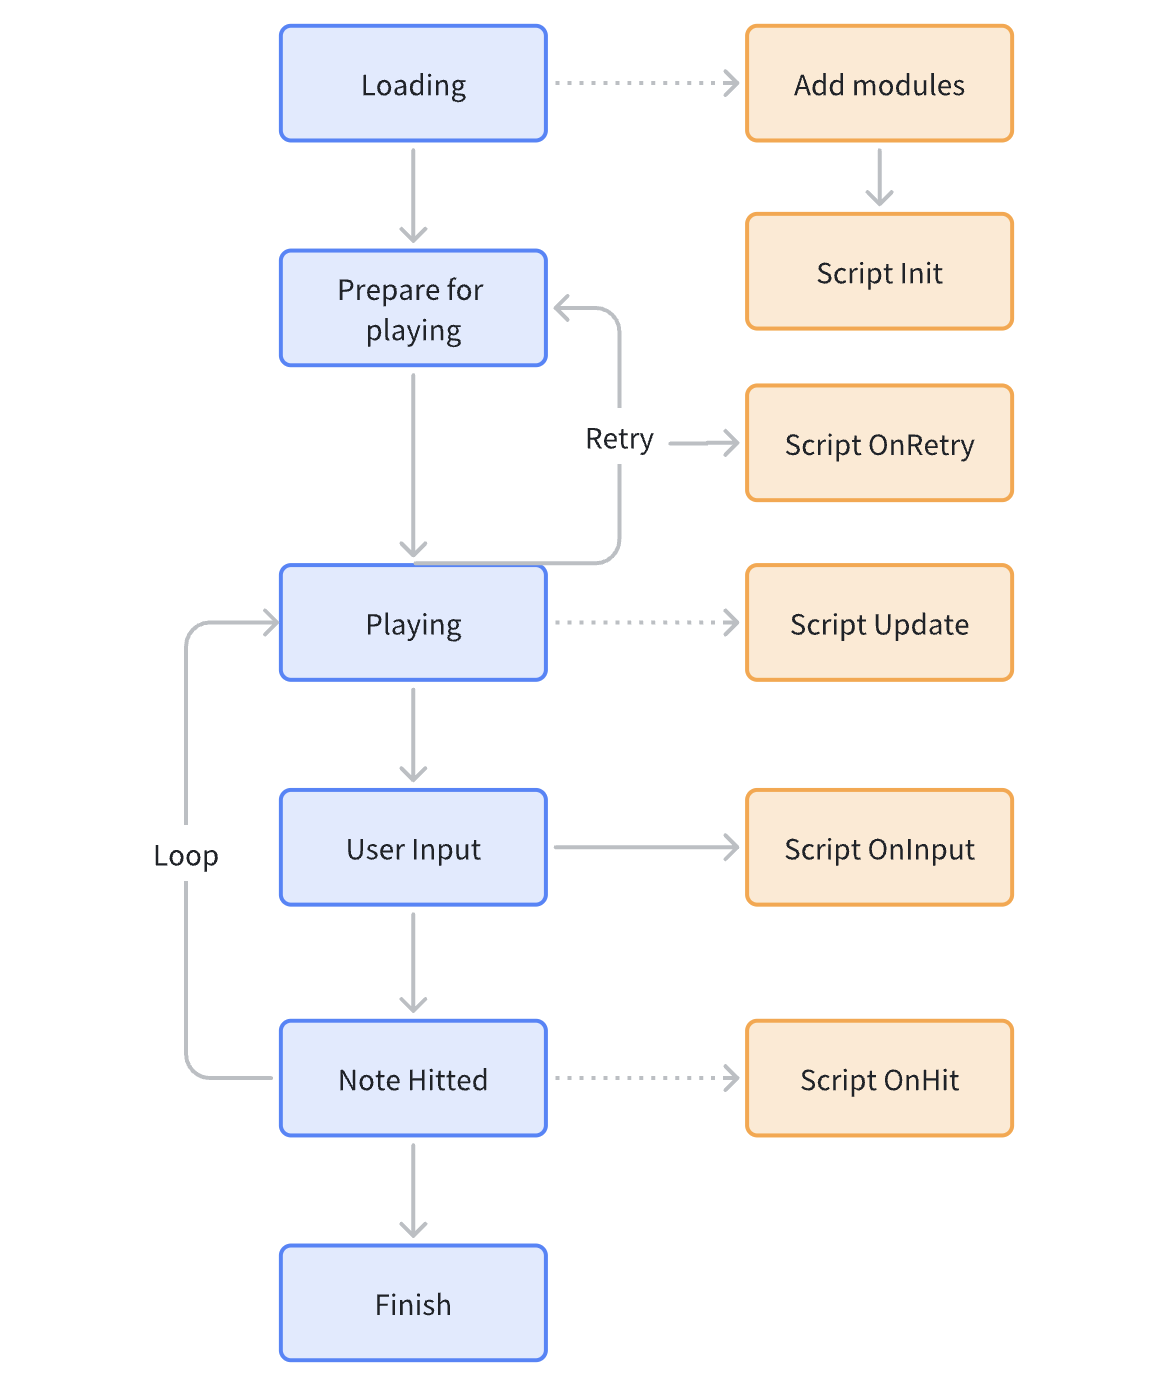 Loading
Add modules
Script Init
Prepare for
playing
Retry
Script OnRetry
Playing
Script Update
Loop
User Input
Script OnInput
Note Hitted
Script OnHit
Finish